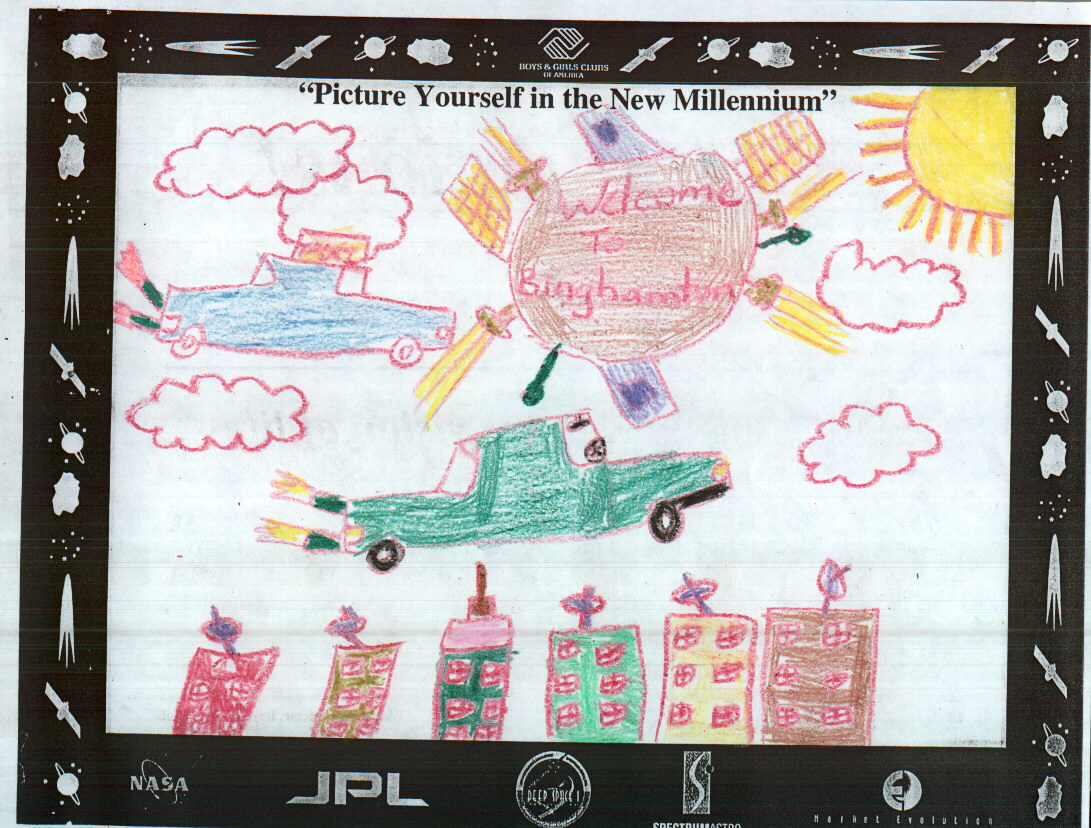 BOYS & GIRLS CLUBS
OF AMERICA
“Picture Yourself in the New Millennium”
Welcome
To
Binghamton
NASA
JPL
DEEP SPACE 1
SPECTRUMASTRO
Market Evolution